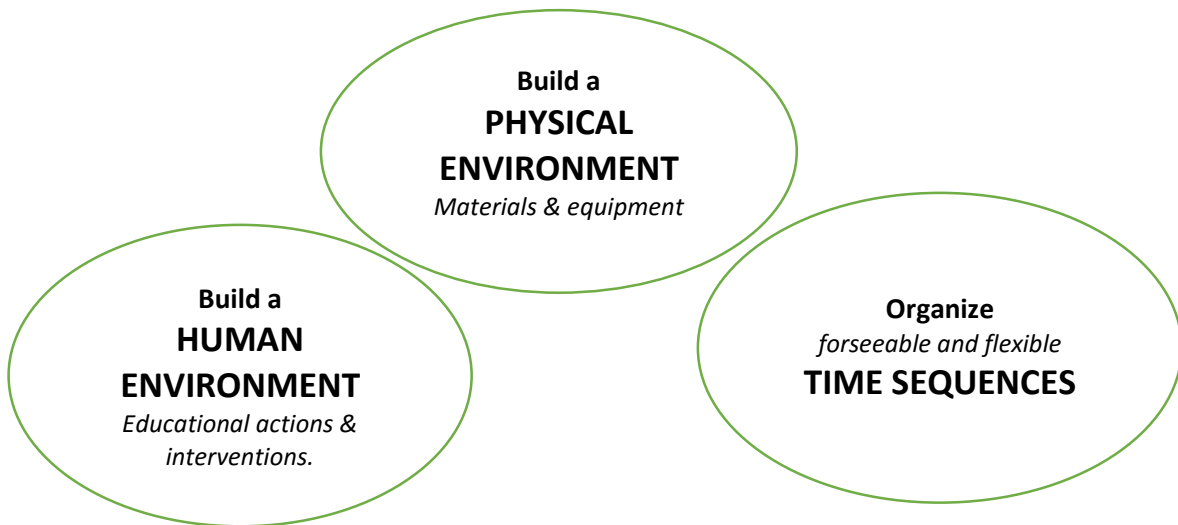 Build a
PHYSICAL
ENVIRONMENT
Materials & equipment
Build a
HUMAN
ENVIRONMENT
Educational actions &
interventions.
Organize
forseeable and flexible
TIME SEQUENCES